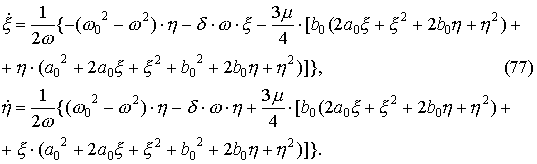 ξ̇ = 1/(2ω) {−(ω₀² − ω²)·η − δ·ω·ξ − 3μ/4·[b₀(2a₀ξ + ξ² + 2b₀η + η²) +
+ η·(a₀² + 2a₀ξ + ξ² + b₀² + 2b₀η + η²)]}, (77)
η̇ = 1/(2ω) {(ω₀² − ω²)·η − δ·ω·η + 3μ/4·[b₀(2a₀ξ + ξ² + 2b₀η + η²) +
+ ξ·(a₀² + 2a₀ξ + ξ² + b₀² + 2b₀η + η²)]}.